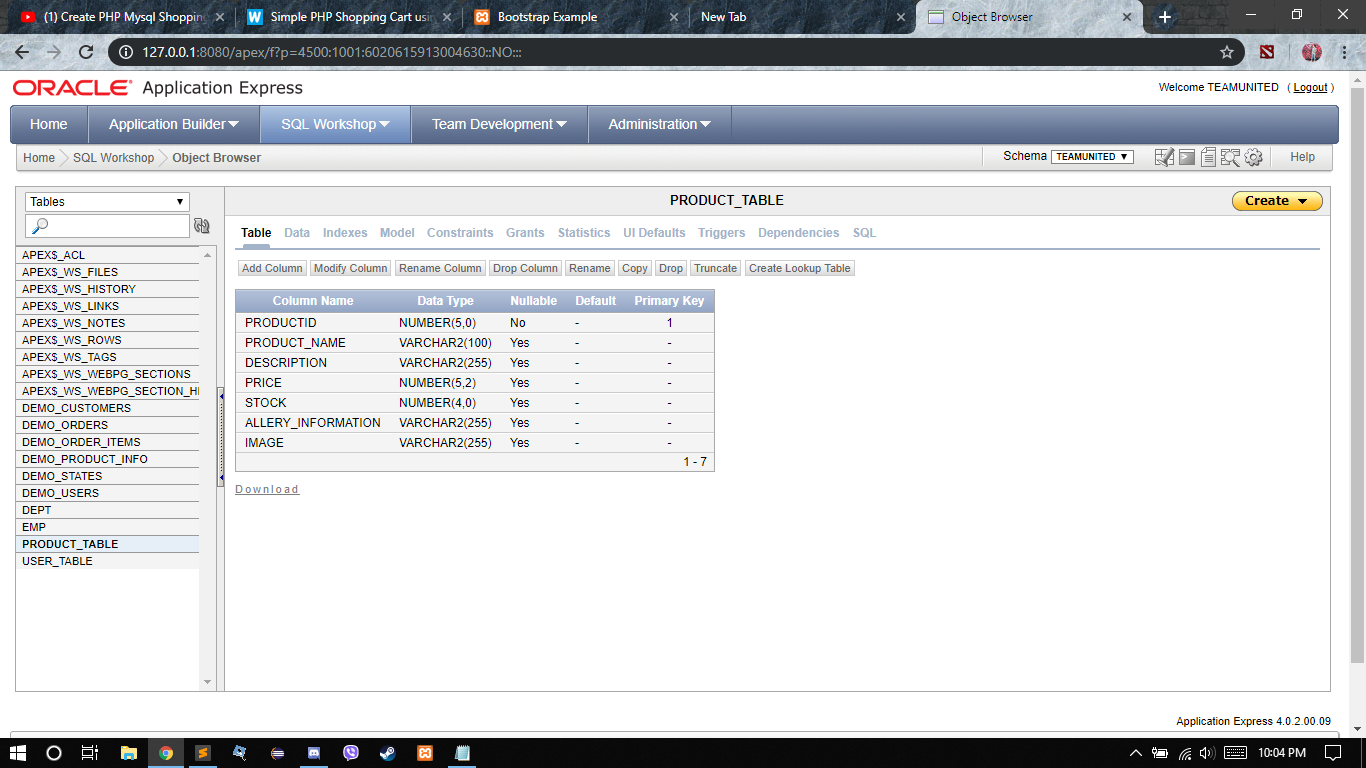 (1) Create PHP Mysql Shopping
Simple PHP Shopping Cart usin
Bootstrap Example
New Tab
Object Browser
127.0.0.1:8080/apex/f?p=4500:1001:6020615913004630::NO:::
ORACLE Application Express
Welcome TEAMUNITED ( Logout )
Home Application Builder SQL Workshop Team Development Administration
Home SQL Workshop Object Browser
Schema TEAMUNITED Help
Tables
PRODUCT_TABLE
Create
Table Data Indexes Model Constraints Grants Statistics UI Defaults Triggers Dependencies SQL
Add Column Modify Column Rename Column Drop Column Rename Copy Drop Truncate Create Lookup Table
APEX$_ACL
APEX$_WS_FILES
APEX$_WS_HISTORY
APEX$_WS_LINKS
APEX$_WS_NOTES
APEX$_WS_ROWS
APEX$_WS_TAGS
APEX$_WS_WEBPG_SECTIONS
APEX$_WS_WEBPG_SECTION_HI
DEMO_CUSTOMERS
DEMO_ORDERS
DEMO_ORDER_ITEMS
DEMO_PRODUCT_INFO
DEMO_STATES
DEMO_USERS
DEPT
EMP
PRODUCT_TABLE
USER_TABLE
Column Name Data Type Nullable Default Primary Key
PRODUCTID NUMBER(5,0) No - 1
PRODUCT_NAME VARCHAR2(100) Yes - -
DESCRIPTION VARCHAR2(255) Yes - -
PRICE NUMBER(5,2) Yes - -
STOCK NUMBER(4,0) Yes - -
ALLERY_INFORMATION VARCHAR2(255) Yes - -
IMAGE VARCHAR2(255) Yes - -
1 - 7
Download
Application Express 4.0.2.00.09
10:04 PM